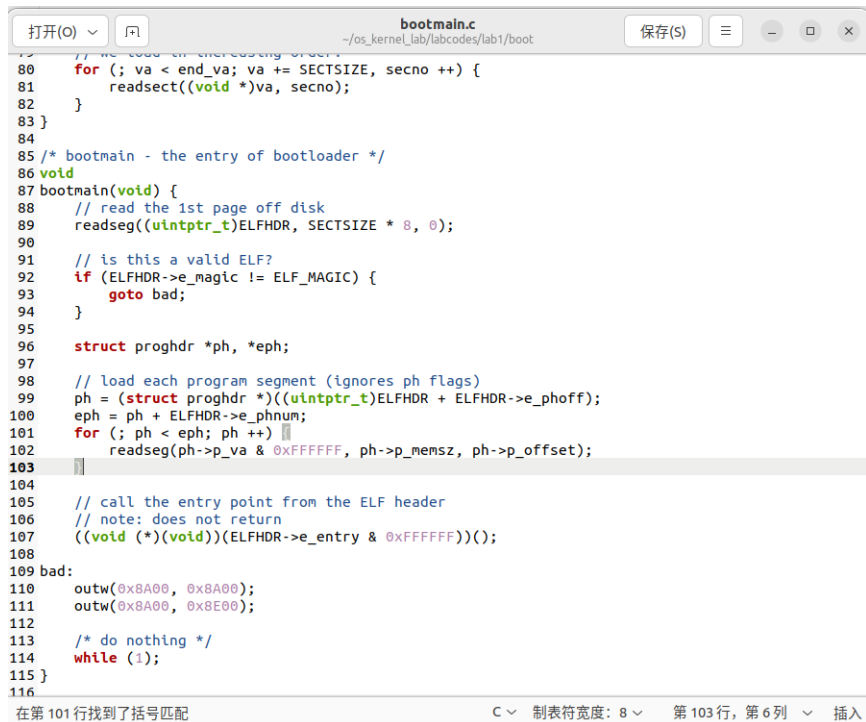 打开(O)
bootmain.c
~/os_kernel_lab/labcodes/lab1/boot
保存(S)
79 // we load in increasing order.
80     for (; va < end_va; va += SECTSIZE, secno ++) {
81         readsect((void *)va, secno);
82     }
83 }
84
85 /* bootmain - the entry of bootloader */
86 void
87 bootmain(void) {
88     // read the 1st page off disk
89     readseg((uintptr_t)ELFHDR, SECTSIZE * 8, 0);
90
91     // is this a valid ELF?
92     if (ELFHDR->e_magic != ELF_MAGIC) {
93         goto bad;
94     }
95
96     struct proghdr *ph, *eph;
97
98     // load each program segment (ignores ph flags)
99     ph = (struct proghdr *)((uintptr_t)ELFHDR + ELFHDR->e_phoff);
100     eph = ph + ELFHDR->e_phnum;
101     for (; ph < eph; ph ++) {
102         readseg(ph->p_va & 0xFFFFFF, ph->p_memsz, ph->p_offset);
103     }
104
105     // call the entry point from the ELF header
106     // note: does not return
107     ((void (*)(void))(ELFHDR->e_entry & 0xFFFFFF))();
108
109 bad:
110     outw(0x8A00, 0x8A00);
111     outw(0x8A00, 0x8E00);
112
113     /* do nothing */
114     while (1);
115 }
116
在第 101 行找到了括号匹配
C
制表符宽度：8
第 103 行，第 6 列
插入